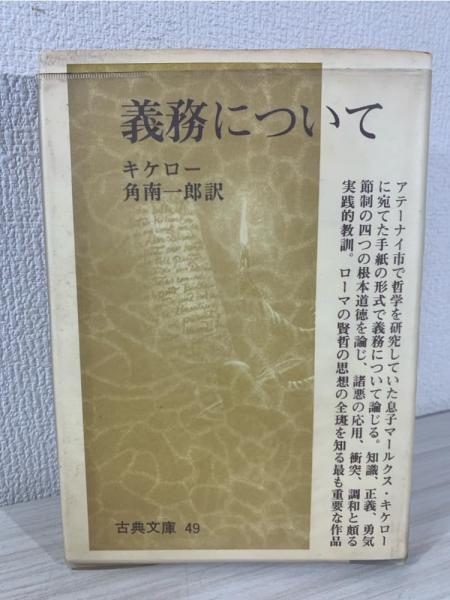 義務について
キケロー
角南一郎訳
アテーナイ市で哲学を研究していた息子マールクス・キケロー
に宛てた手紙の形式で義務について論じる。知識、正義、勇気
節制の四つの根本道徳を論じ、諸悪の応用、衝突、調和と頗る
実践的教訓。ローマの賢哲の思想の全斑を知る最も重要な作品
古典文庫 49